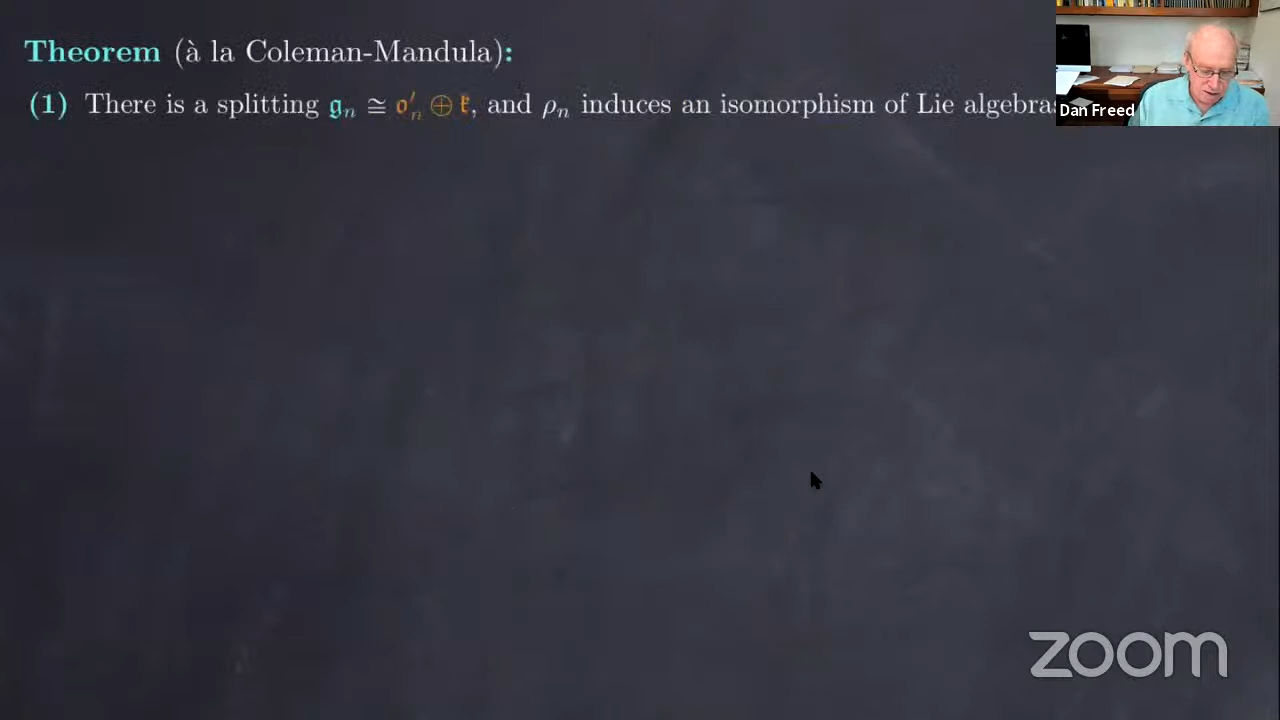 Theorem (à la Coleman-Mandula):
(1) There is a splitting 𝔤ₙ ≅ 𝔬′ₙ ⊕ 𝔨, and ρₙ induces an isomorphism of Lie algebras
Dan Freed
zoom